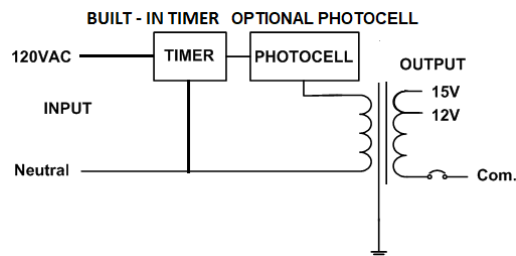 BUILT - IN TIMER OPTIONAL PHOTOCELL
120VAC
TIMER
PHOTOCELL
OUTPUT
15V
INPUT
12V
Neutral
Com.